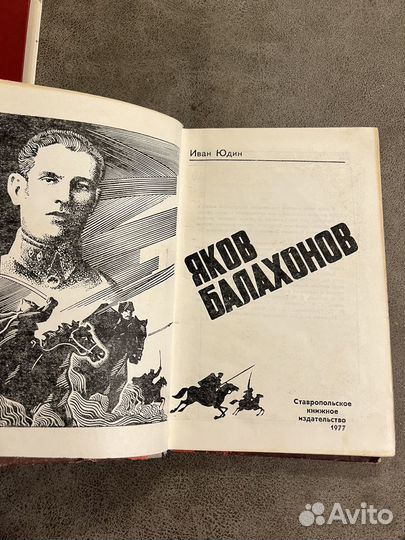 Иван Юдин
ЯКОВ
БАЛАХОНОВ
Ставропольское
книжное
издательство
1977
Avito